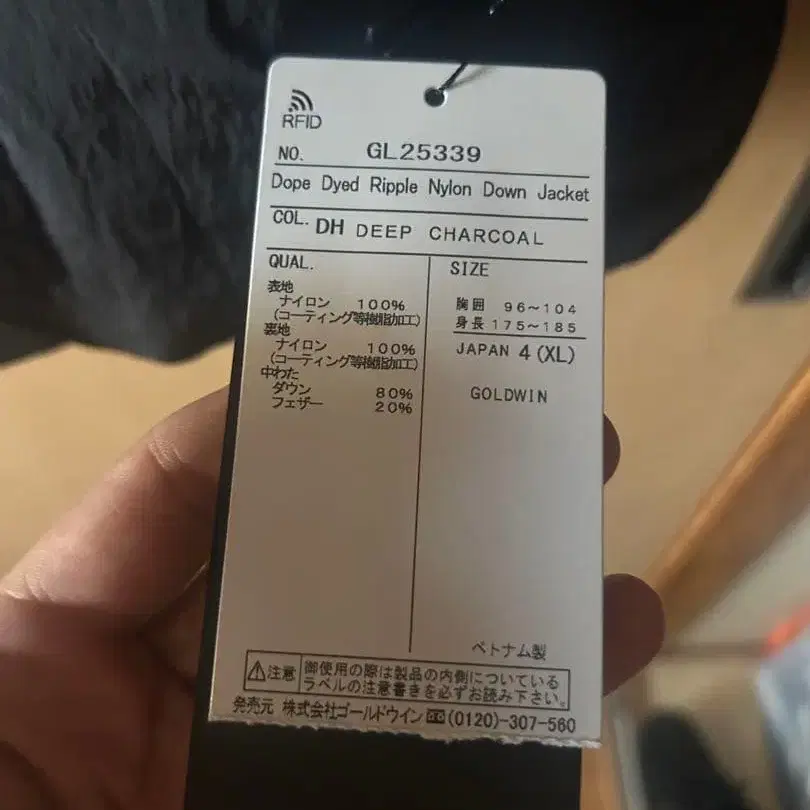 RFID
NO. GL25339
Dope Dyed Ripple Nylon Down Jacket
COL. DH DEEP CHARCOAL
QUAL.
表地
ナイロン 100%
(コーティング等樹脂加工)
裏地
ナイロン 100%
(コーティング等樹脂加工)
中わた
ダウン 80%
フェザー 20%
SIZE
胸囲 96~104
身長 175~185
JAPAN 4 (XL)
GOLDWIN
ベトナム製
注意 御使用の際は製品の内側についている
ラベルの注意書きを必ずお読み下さい。
発売元 株式会社ゴールドウイン (0120)-307-560